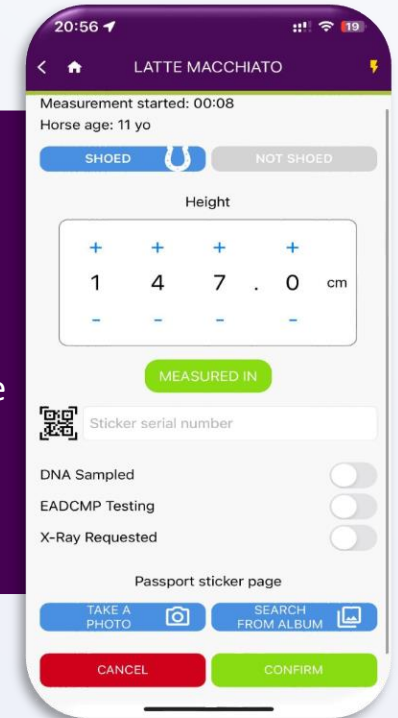 20:56 19
LATTE MACCHIATO
Measurement started: 00:08
Horse age: 11 yo
SHOED NOT SHOED
Height
+ + + +
1 4 7 . 0 cm
- - - -
MEASURED IN
Sticker serial number
e
DNA Sampled
EADCMP Testing
X-Ray Requested
Passport sticker page
TAKE A PHOTO SEARCH FROM ALBUM
CANCEL CONFIRM